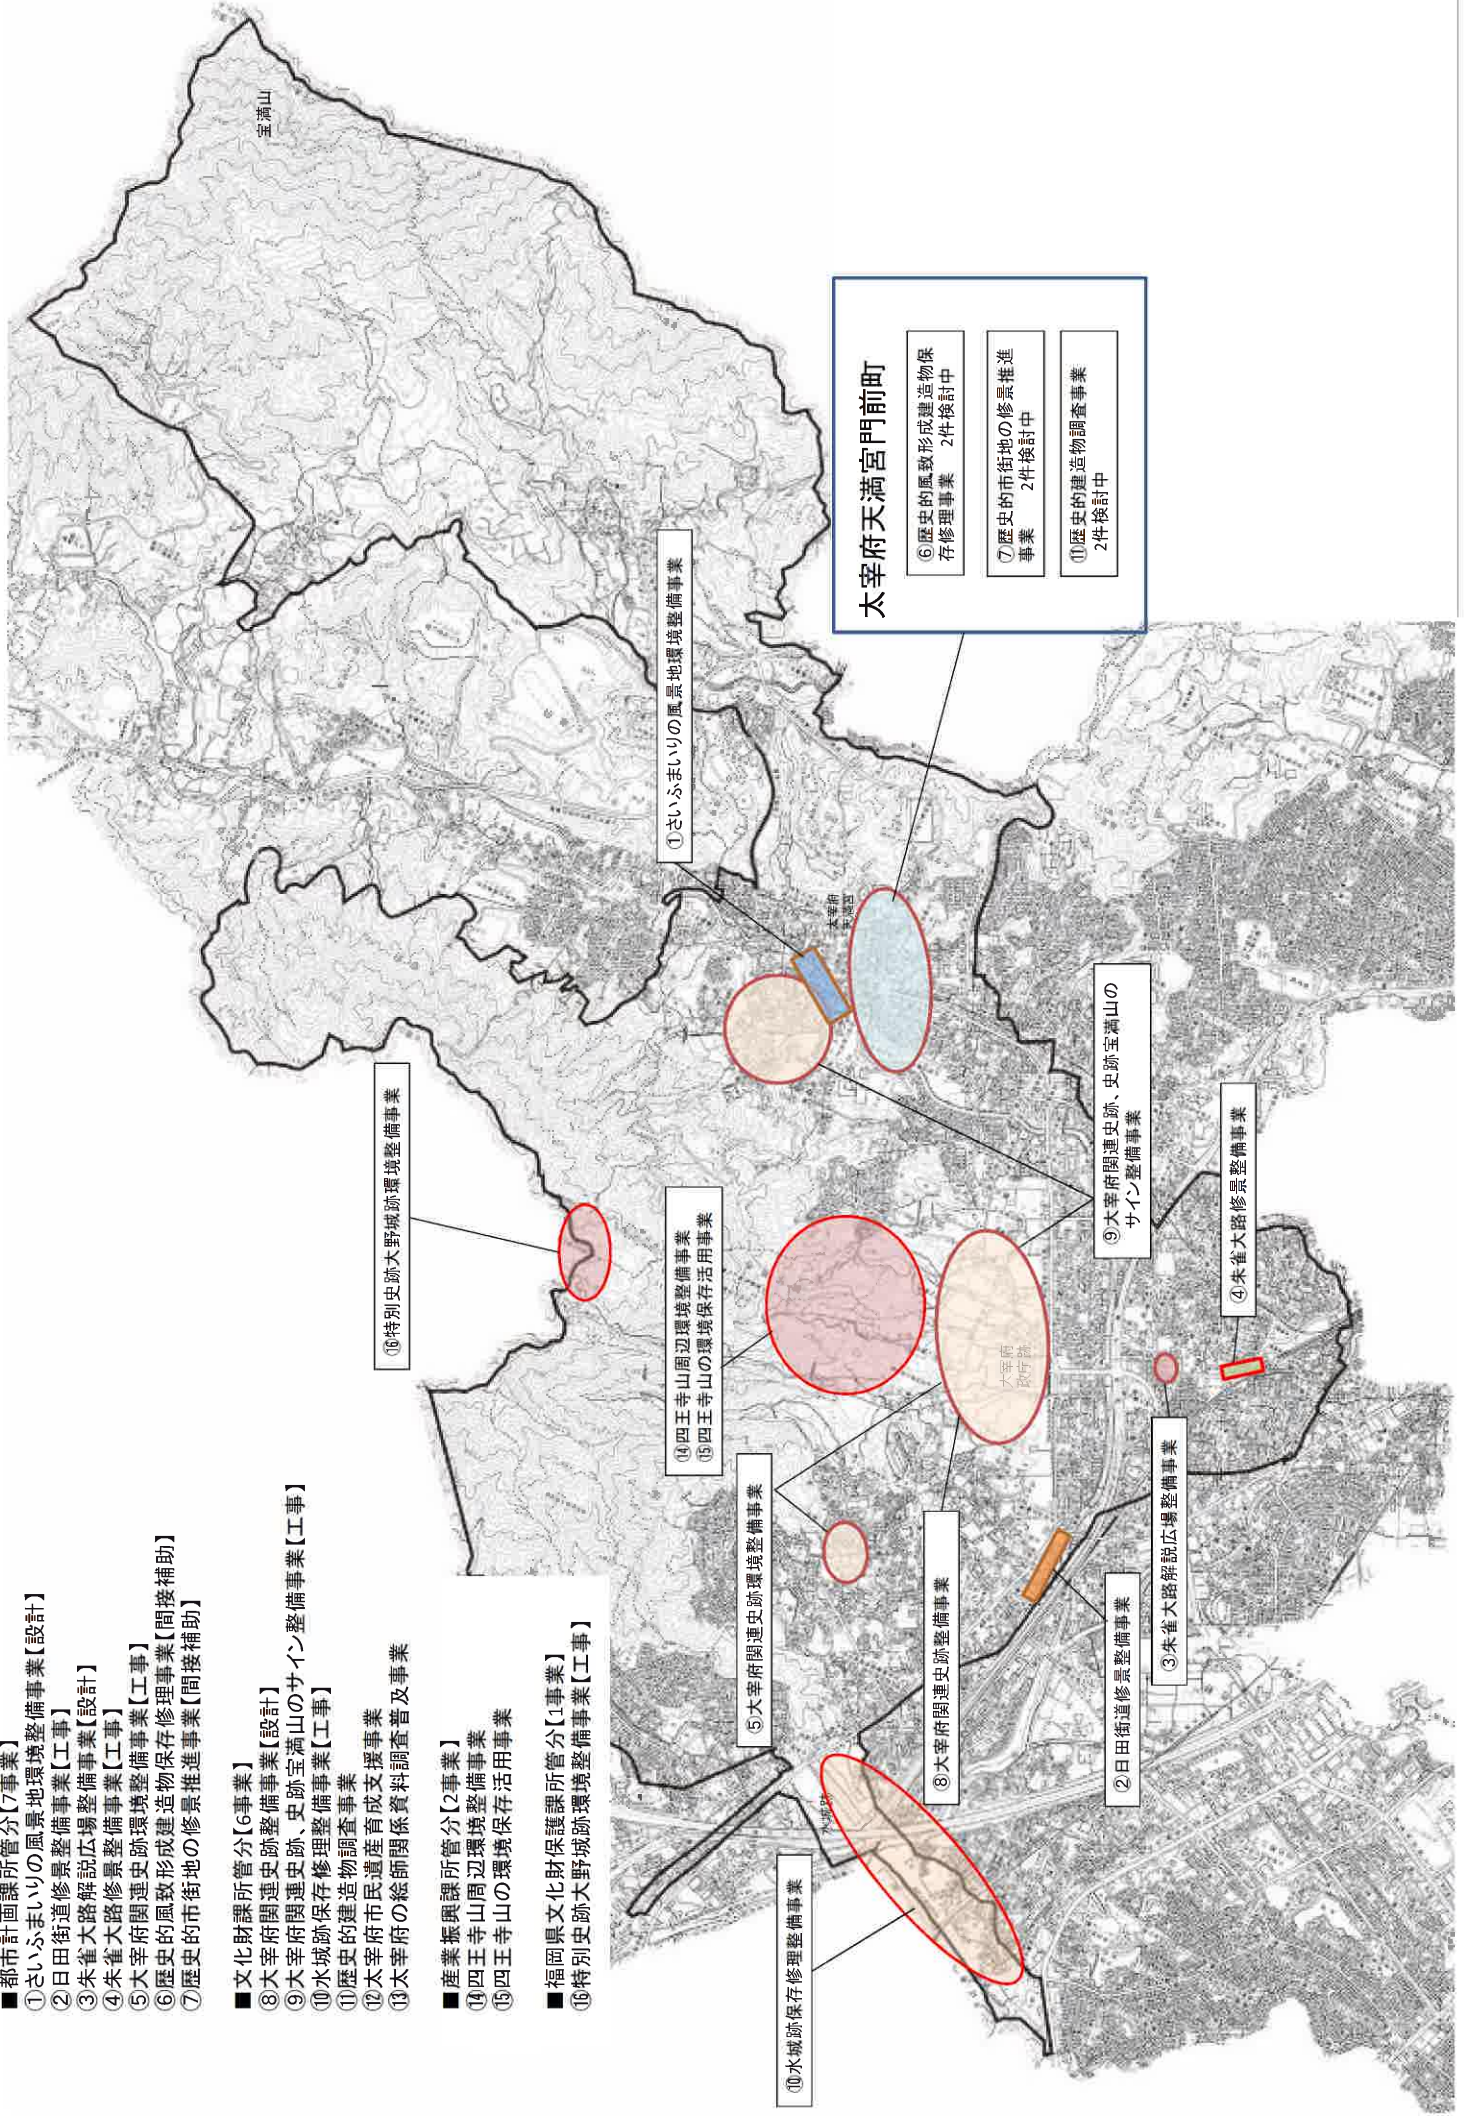 ■都市計画課所管分【7事業】
①さいふまいりの風景地環境整備事業【設計】
②日田街道修景整備事業【工事】
③朱雀大路解説広場整備事業【設計】
④朱雀大路修景整備事業【工事】
⑤大宰府関連史跡環境整備事業【工事】
⑥歴史的風致形成建造物保存修理事業【間接補助】
⑦歴史的市街地の修景推進事業【間接補助】
■文化財課所管分【6事業】
⑧大宰府関連史跡整備事業【設計】
⑨大宰府関連史跡、史跡宝満山のサイン整備事業【工事】
⑩水城跡保存修理整備事業【工事】
⑪歴史的建造物調査事業
⑫太宰府市民遺産育成支援事業
⑬太宰府の絵師関係資料調査普及事業
■産業振興課所管分【2事業】
⑭四王寺山周辺環境整備事業
⑮四王寺山の環境保存活用事業
■福岡県文化財保護課所管分【1事業】
⑯特別史跡大野城跡環境整備事業【工事】
宝満山
⑯特別史跡大野城跡環境整備事業
①さいふまいりの風景地環境整備事業
⑭四王寺山周辺環境整備事業
⑮四王寺山の環境保存活用事業
⑤大宰府関連史跡環境整備事業
⑩水城跡保存修理整備事業
水城跡
太宰府
天満宮
太宰府天満宮門前町
⑥歴史的風致形成建造物保
存修理事業 2件検討中
⑦歴史的市街地の修景推進
事業 2件検討中
⑪歴史的建造物調査事業
2件検討中
⑧大宰府関連史跡整備事業
大宰府
政庁跡
⑨大宰府関連史跡、史跡宝満山の
サイン整備事業
②日田街道修景整備事業
③朱雀大路解説広場整備事業
④朱雀大路修景整備事業